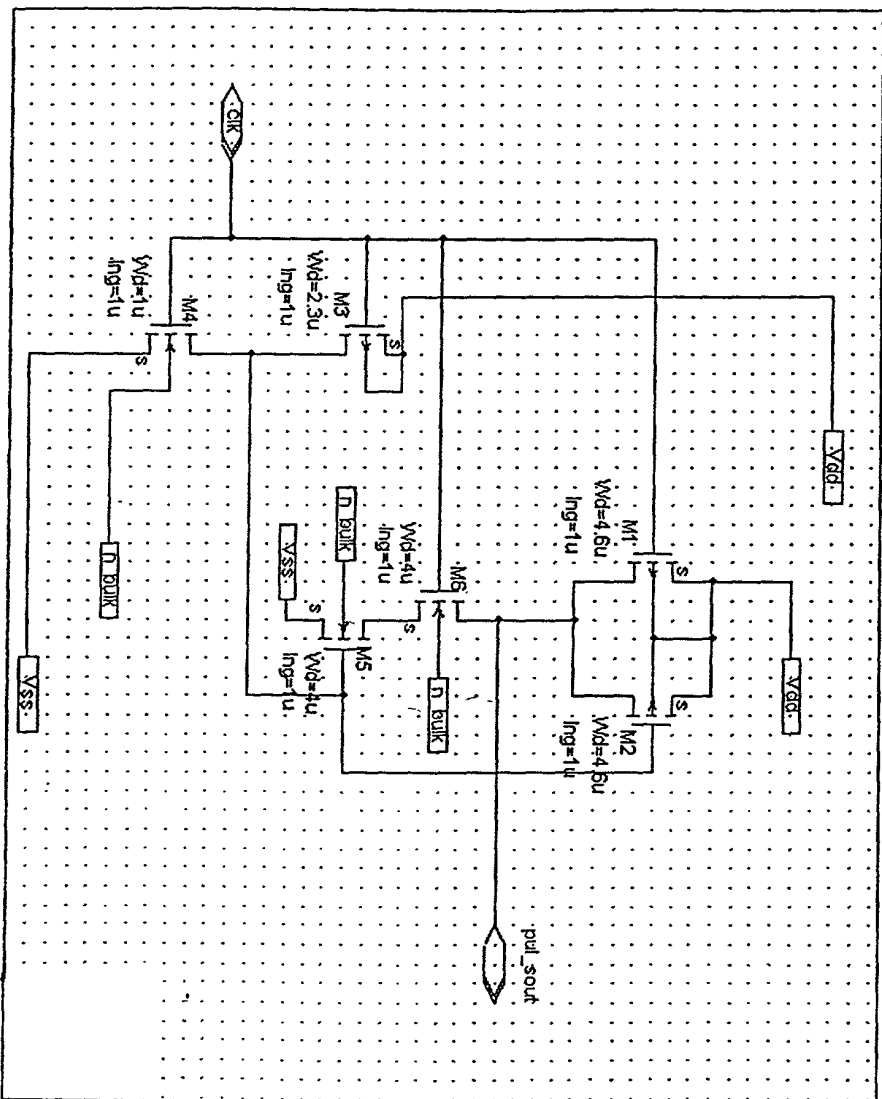 Vdd
Vdd
s
s
M1
Wd=4.6u
lng=1u
M2
Wd=4.6u
lng=1u
pul_sout
M6
Wd=4u
lng=1u
s
n_bulk
s
M3
Wd=2.3u
lng=1u
n_bulk
M5
Wd=4u
lng=1u
s
Vss
clk
M4
Wd=1u
lng=1u
s
n_bulk
Vss